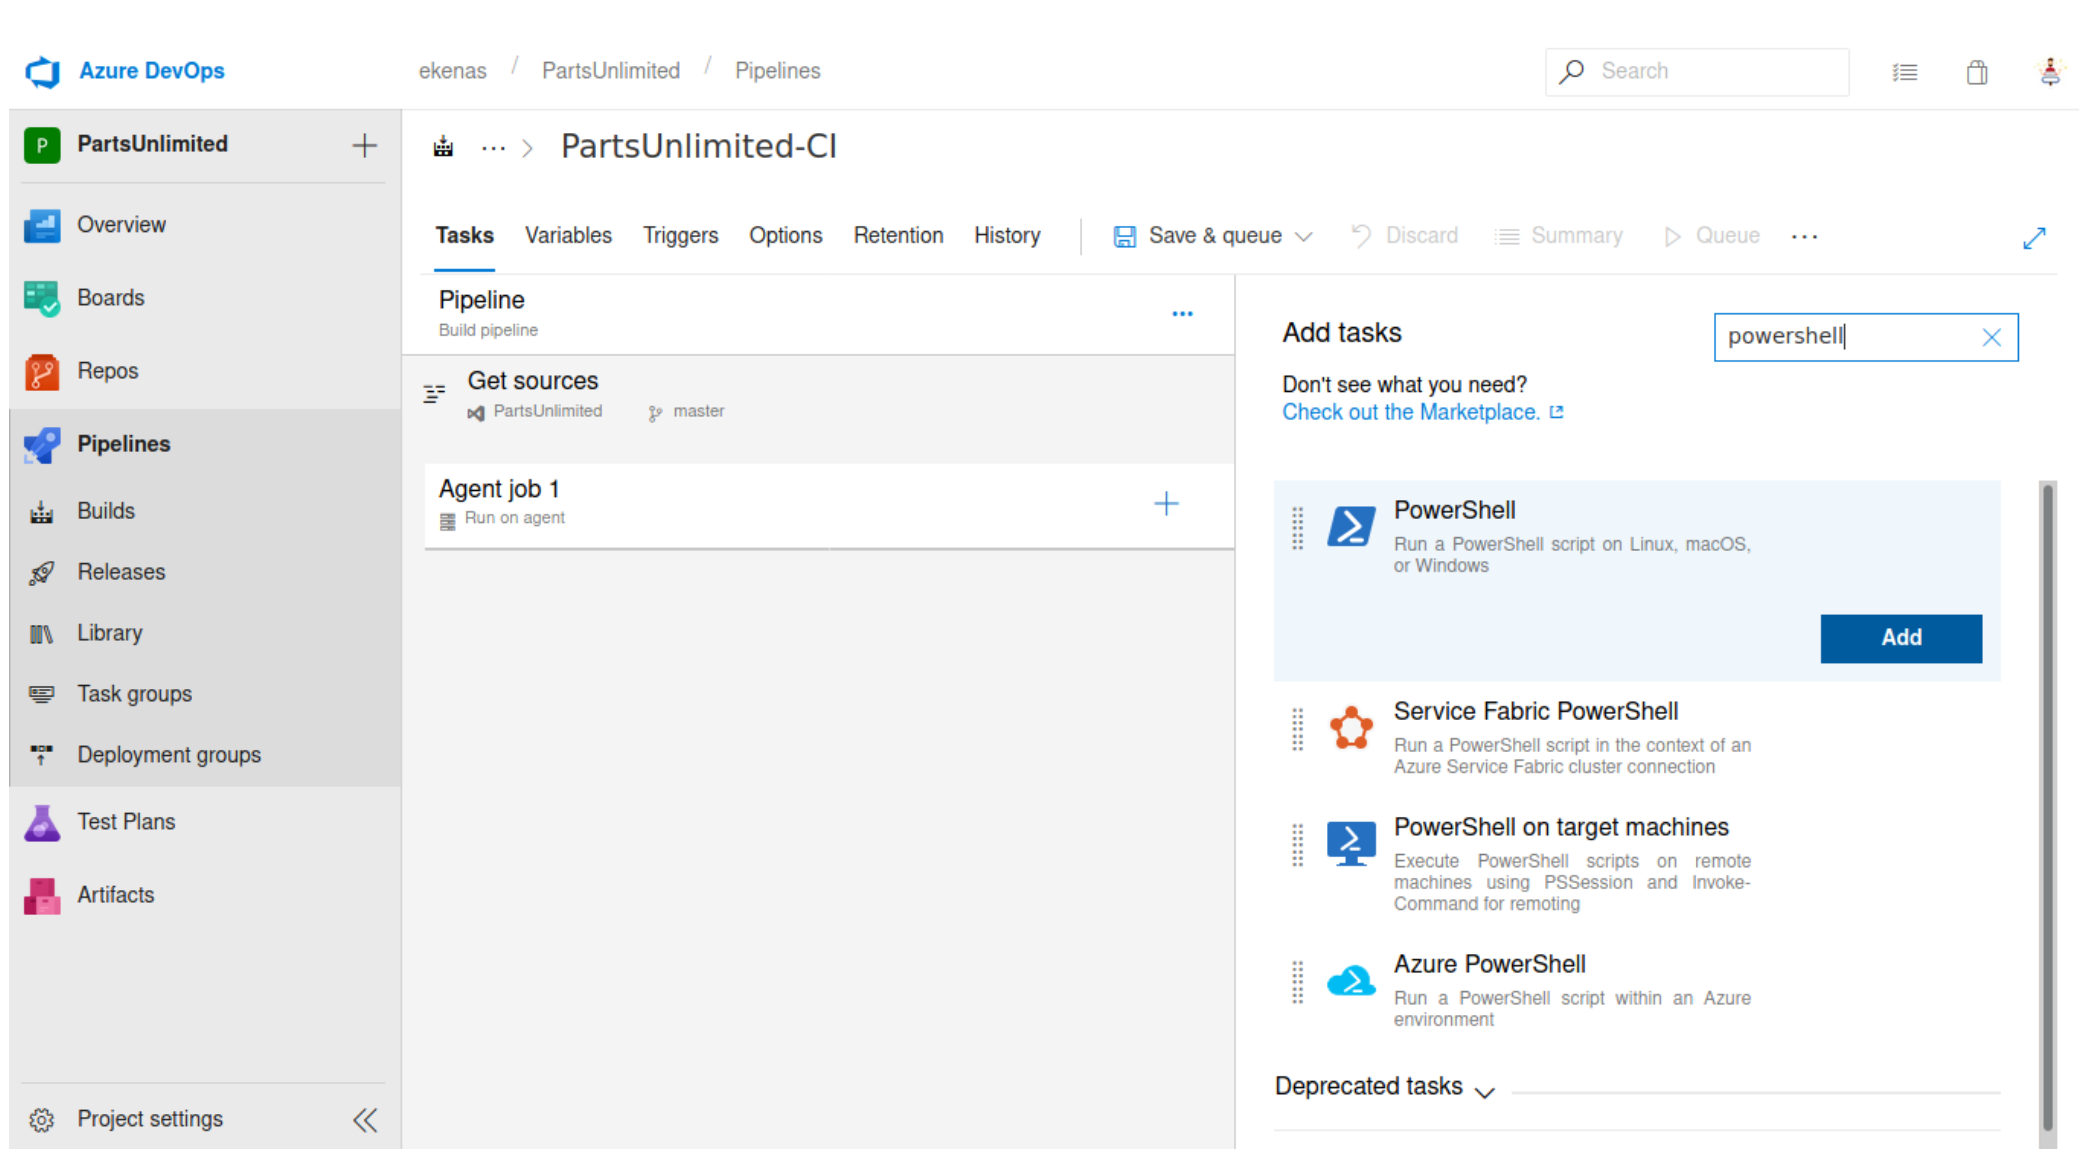 Azure DevOps
ekenas / PartsUnlimited / Pipelines
Search
P PartsUnlimited
... > PartsUnlimited-CI
Overview
Boards
Repos
Pipelines
Builds
Releases
Library
Task groups
Deployment groups
Test Plans
Artifacts
Project settings
Tasks Variables Triggers Options Retention History Save & queue Discard Summary Queue ...
Pipeline
Build pipeline
...
Get sources
PartsUnlimited master
Agent job 1
Run on agent
Add tasks
powershell
Don't see what you need?
Check out the Marketplace.
PowerShell
Run a PowerShell script on Linux, macOS,
or Windows
Add
Service Fabric PowerShell
Run a PowerShell script in the context of an
Azure Service Fabric cluster connection
PowerShell on target machines
Execute PowerShell scripts on remote
machines using PSSession and Invoke-
Command for remoting
Azure PowerShell
Run a PowerShell script within an Azure
environment
Deprecated tasks